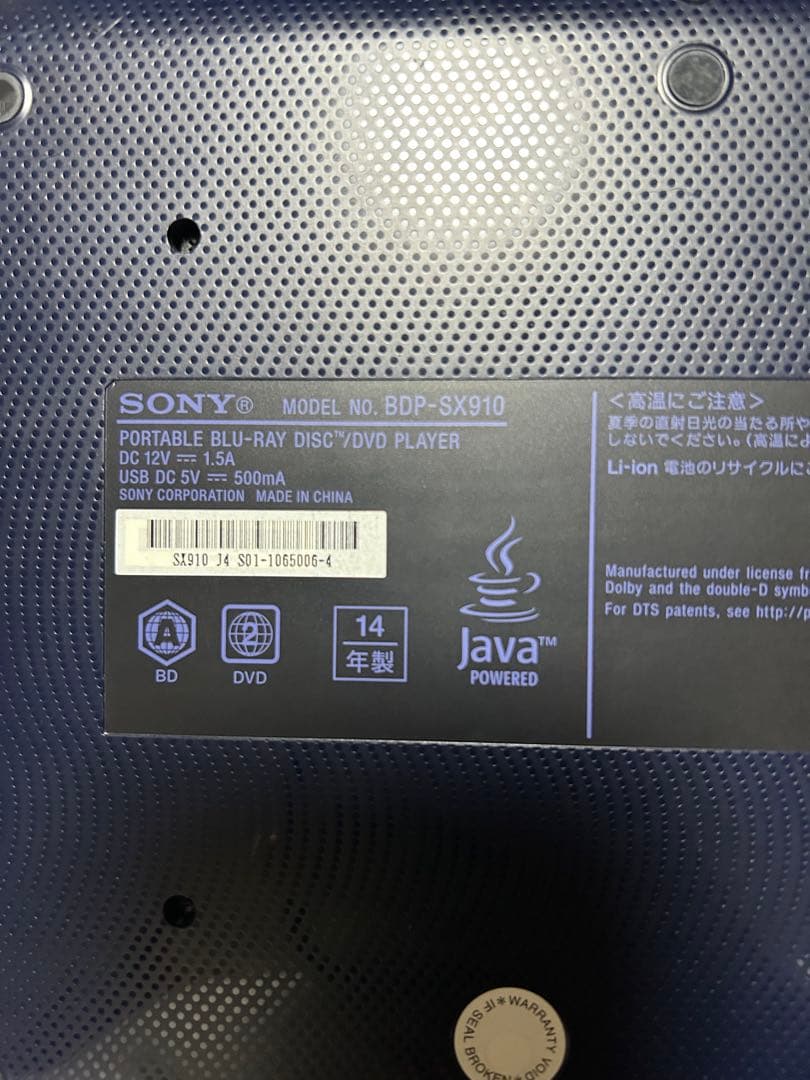 SONY® MODEL NO. BDP-SX910
PORTABLE BLU-RAY DISC™/DVD PLAYER
DC 12V ⎓ 1.5A
USB DC 5V ⎓ 500mA
SONY CORPORATION MADE IN CHINA
SX910 J4 S01-1065006-4
A
BD
2
DVD
14
年製
Java™
POWERED
＜高温にご注意＞
夏季の直射日光の当たる所や
しないでください。(高温によ
Li-ion 電池のリサイクルにご
Manufactured under license fr
Dolby and the double-D symb
For DTS patents, see http://p
IF SEAL BROKEN * WARRANTY VOID *